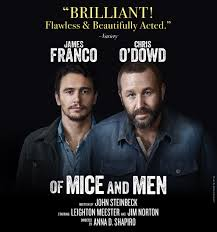 “BRILLIANT!
Flawless & Beautifully Acted.”
-Variety
JAMES CHRIS
FRANCO O'DOWD
OF MICE AND MEN
WRITTEN BY
JOHN STEINBECK
STARRING LEIGHTON MEESTER AND JIM NORTON
DIRECTED BY
ANNA D. SHAPIRO